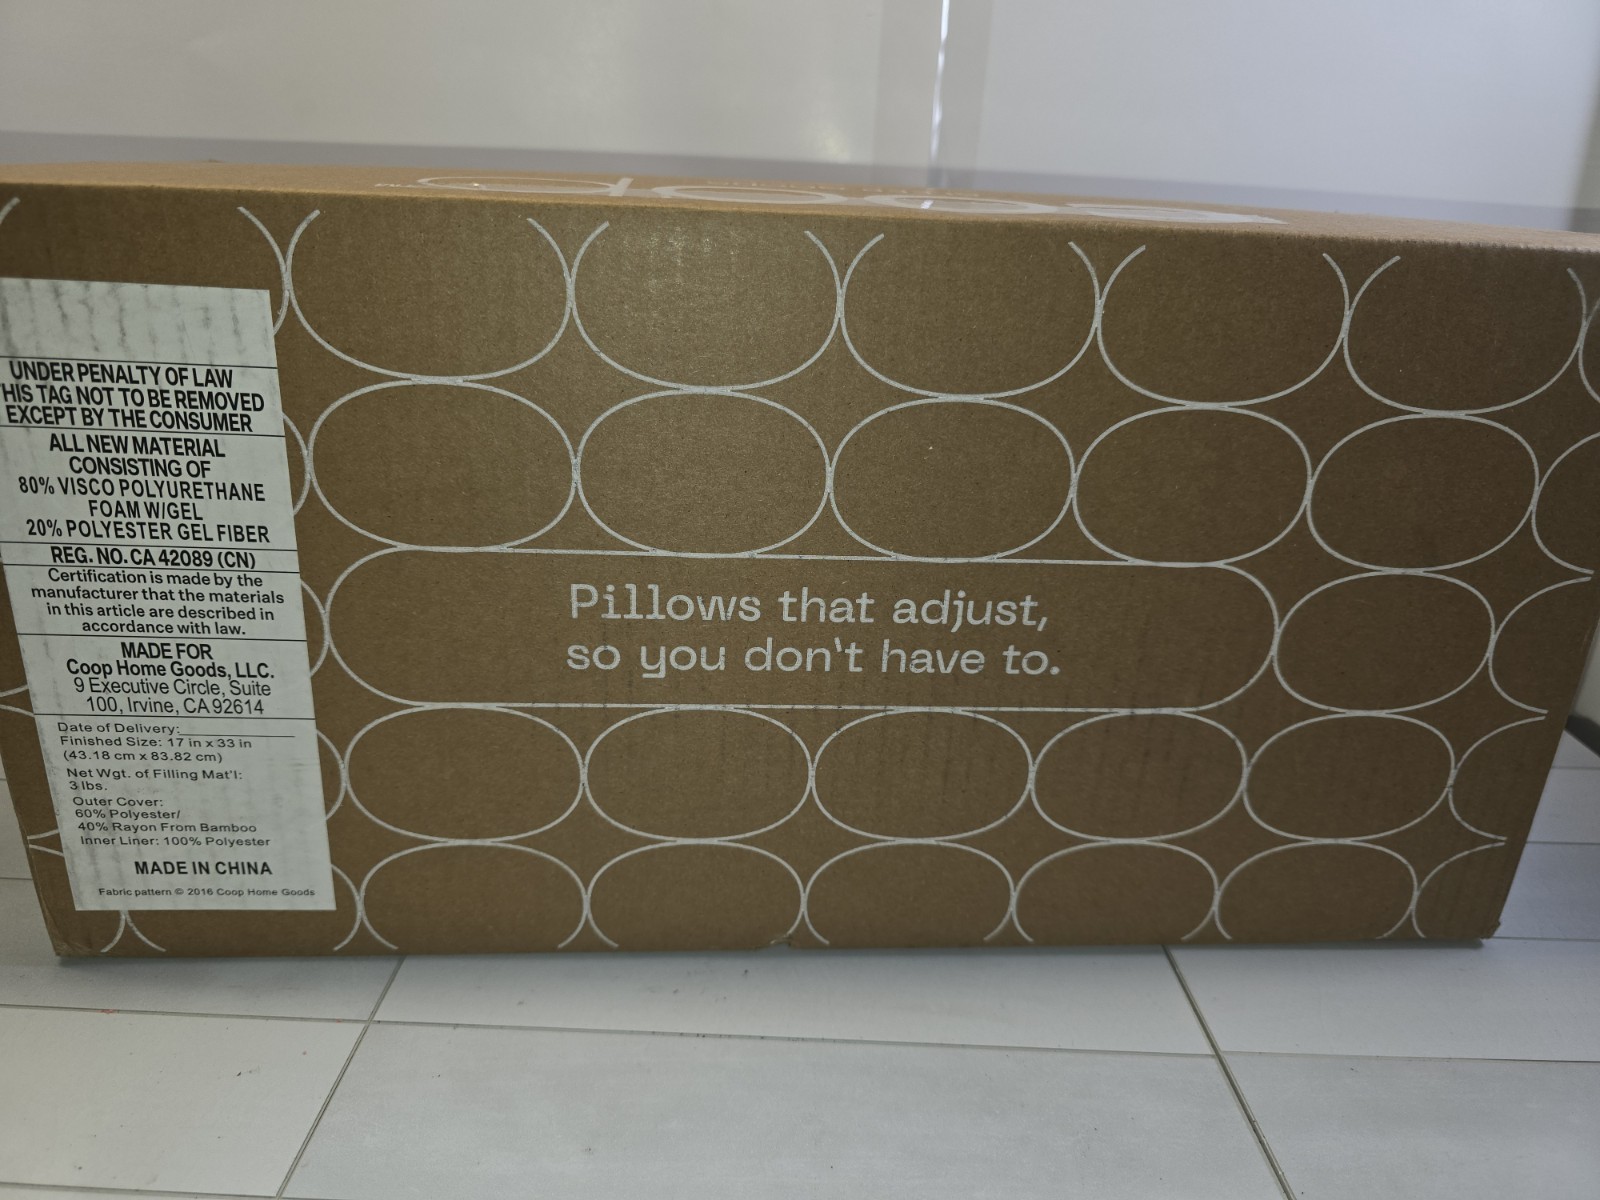 coop
UNDER PENALTY OF LAW
HIS TAG NOT TO BE REMOVED
EXCEPT BY THE CONSUMER
ALL NEW MATERIAL
CONSISTING OF
80% VISCO POLYURETHANE
FOAM W/GEL
20% POLYESTER GEL FIBER
REG. NO. CA 42089 (CN)
Certification is made by the
manufacturer that the materials
in this article are described in
accordance with law.
MADE FOR
Coop Home Goods, LLC.
9 Executive Circle, Suite
100, Irvine, CA 92614
Date of Delivery:
Finished Size: 17 in x 33 in
(43.18 cm x 83.82 cm)
Net Wgt. of Filling Mat'l:
3 lbs.
Outer Cover:
60% Polyester/
40% Rayon From Bamboo
Inner Liner: 100% Polyester
MADE IN CHINA
Fabric pattern © 2016 Coop Home Goods
Pillows that adjust,
so you don't have to.